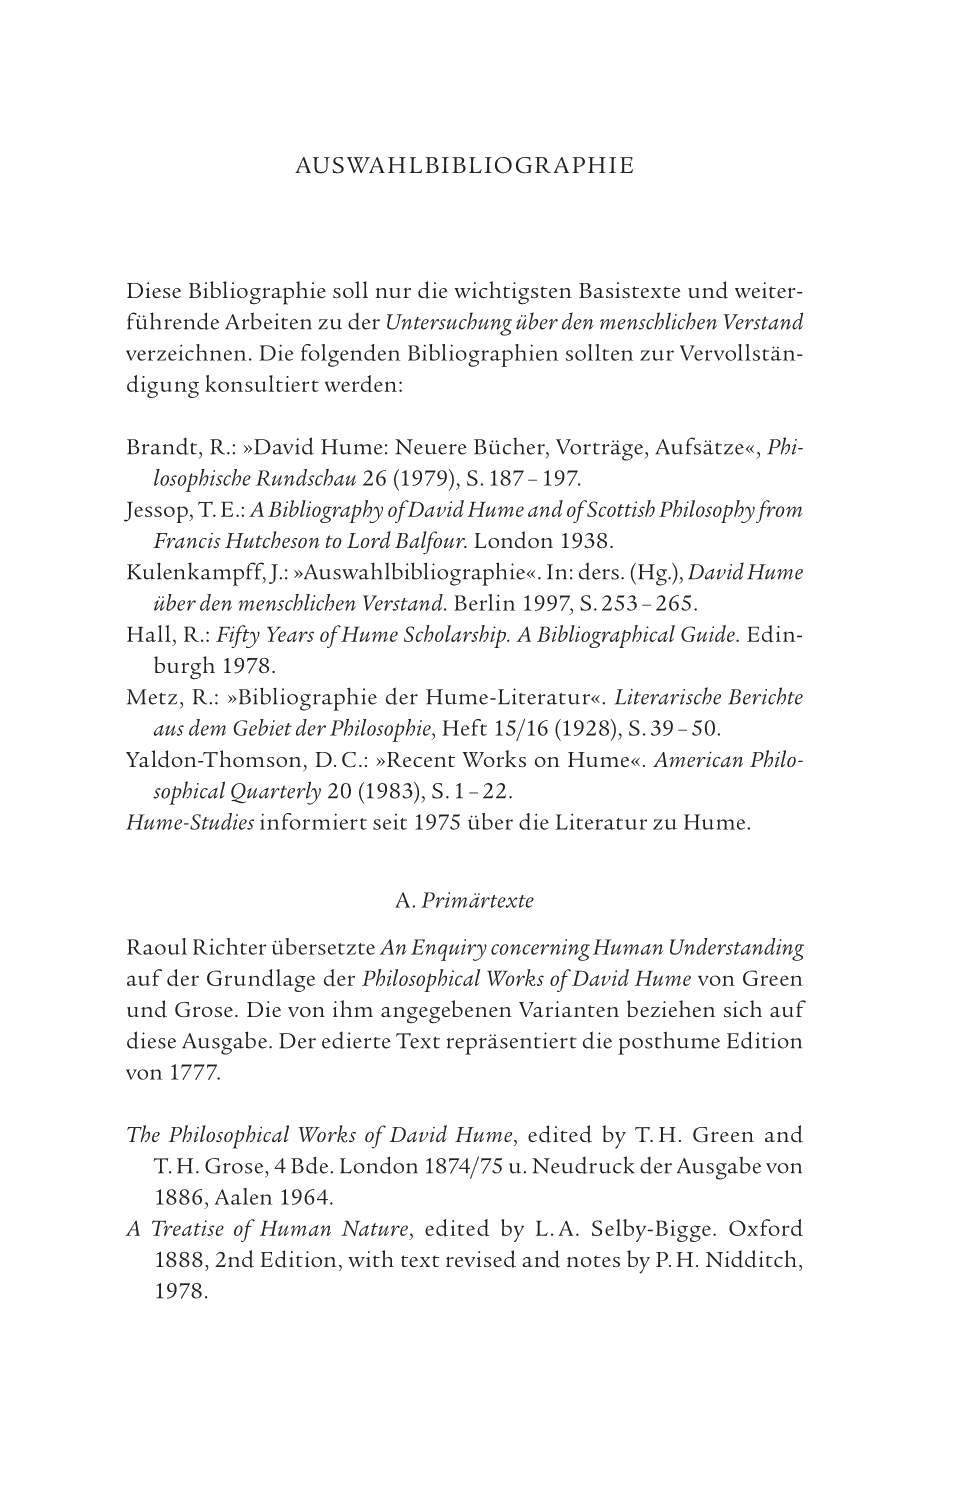 AUSWAHLBIBLIOGRAPHIE
Diese Bibliographie soll nur die wichtigsten Basistexte und weiter-
führende Arbeiten zu der Untersuchung über den menschlichen Verstand
verzeichnen. Die folgenden Bibliographien sollten zur Vervollstän-
digung konsultiert werden:
Brandt, R.: »David Hume: Neuere Bücher, Vorträge, Aufsätze«, Phi-
losophische Rundschau 26 (1979), S. 187 – 197.
Jessop, T. E.: A Bibliography of David Hume and of Scottish Philosophy from
Francis Hutcheson to Lord Balfour. London 1938.
Kulenkampff, J.: »Auswahlbibliographie«. In: ders. (Hg.), David Hume
über den menschlichen Verstand. Berlin 1997, S. 253 – 265.
Hall, R.: Fifty Years of Hume Scholarship. A Bibliographical Guide. Edin-
burgh 1978.
Metz, R.: »Bibliographie der Hume-Literatur«. Literarische Berichte
aus dem Gebiet der Philosophie, Heft 15/16 (1928), S. 39 – 50.
Yaldon-Thomson, D. C.: »Recent Works on Hume«. American Philo-
sophical Quarterly 20 (1983), S. 1 – 22.
Hume-Studies informiert seit 1975 über die Literatur zu Hume.
A. Primärtexte
Raoul Richter übersetzte An Enquiry concerning Human Understanding
auf der Grundlage der Philosophical Works of David Hume von Green
und Grose. Die von ihm angegebenen Varianten beziehen sich auf
diese Ausgabe. Der edierte Text repräsentiert die posthume Edition
von 1777.
The Philosophical Works of David Hume, edited by T. H. Green and
T. H. Grose, 4 Bde. London 1874/75 u. Neudruck der Ausgabe von
1886, Aalen 1964.
A Treatise of Human Nature, edited by L. A. Selby-Bigge. Oxford
1888, 2nd Edition, with text revised and notes by P. H. Nidditch,
1978.